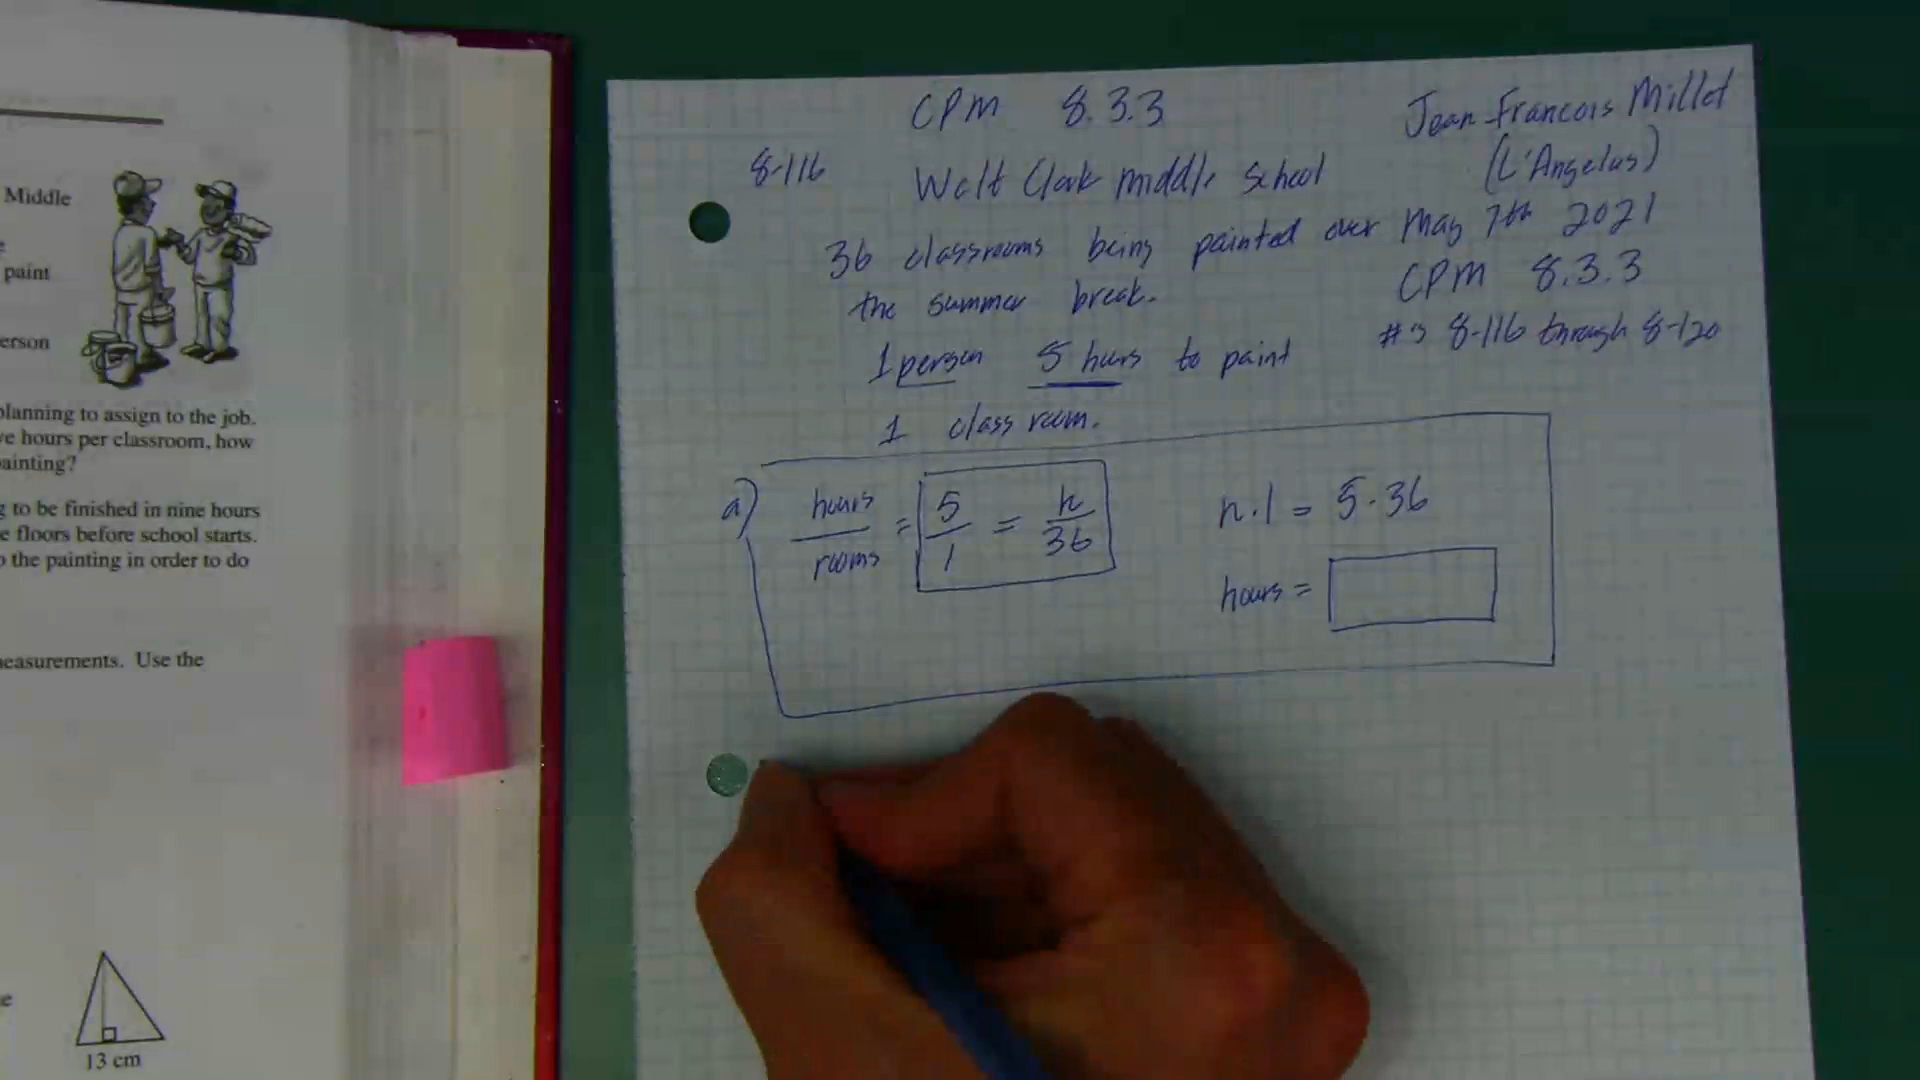 Middle
paint
erson
planning to assign to the job.
ve hours per classroom, how
painting?
g to be finished in nine hours
e floors before school starts.
o the painting in order to do
neasurements. Use the
e
13 cm
CPM 8.3.3
Jean-Francois Millet
(L'Angelus)
May 7th 2021
CPM 8.3.3
#'s 8-116 through 8-120
8-116 Walt Clark Middle School
36 classrooms being painted over
the summer break.
1 person 5 hours to paint
1 class room.
a) hours/rooms = 5/1 = h/36
h·1 = 5·36
hours =